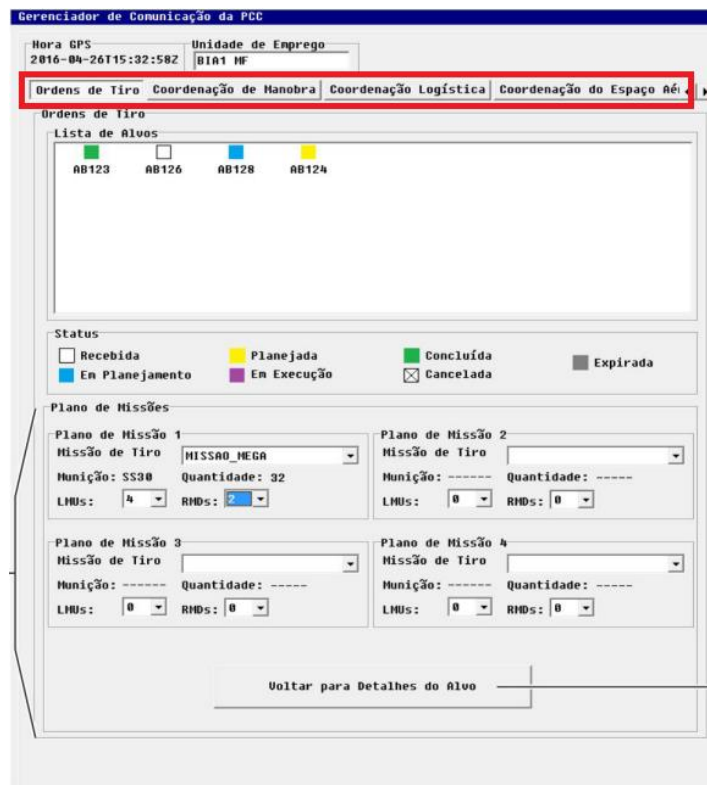 Gerenciador de Comunicação da PCC
Hora GPS
2016-04-26T15:32:58Z
Unidade de Emprego
BIA1 MF
Ordens de Tiro Coordenação de Manobra Coordenação Logística Coordenação do Espaço Aér
Ordens de Tiro
Lista de Alvos
AB123 AB126 AB128 AB124
Status
Recebida Planejada Concluída Expirada
Em Planejamento Em Execução Cancelada
Plano de Missões
Plano de Missão 1
Missão de Tiro MISSAO_MEGA
Munição: SS30 Quantidade: 32
LMUs: 4 RMDs: 2
Plano de Missão 2
Missão de Tiro
Munição: ------ Quantidade: -----
LMUs: 0 RMDs: 0
Plano de Missão 3
Missão de Tiro
Munição: ------ Quantidade: -----
LMUs: 0 RMDs: 0
Plano de Missão 4
Missão de Tiro
Munição: ------ Quantidade: -----
LMUs: 0 RMDs: 0
Voltar para Detalhes do Alvo